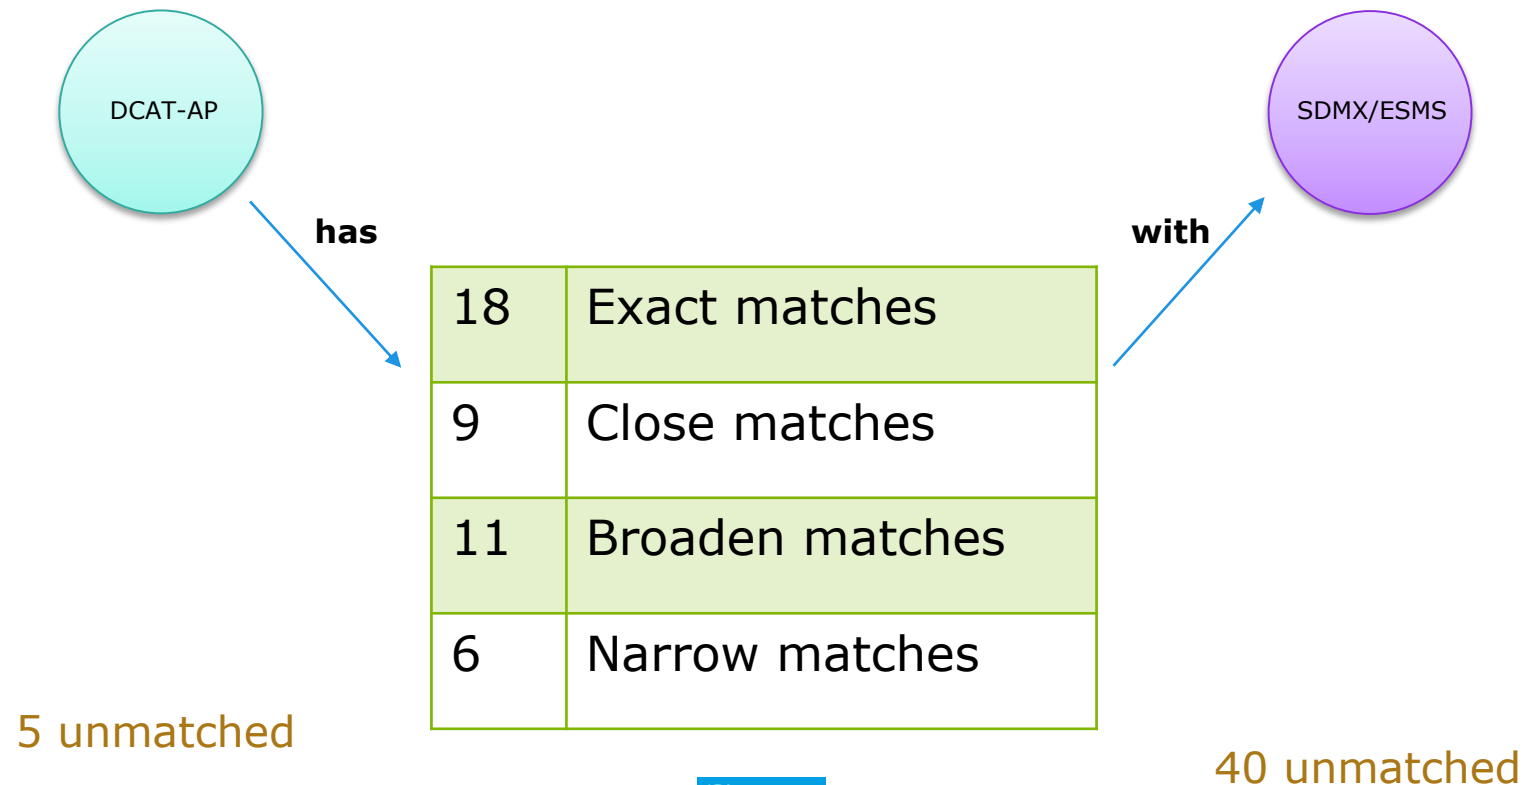 DCAT-AP
SDMX/ESMS
has
with
18 Exact matches
9 Close matches
11 Broaden matches
6 Narrow matches
5 unmatched
40 unmatched